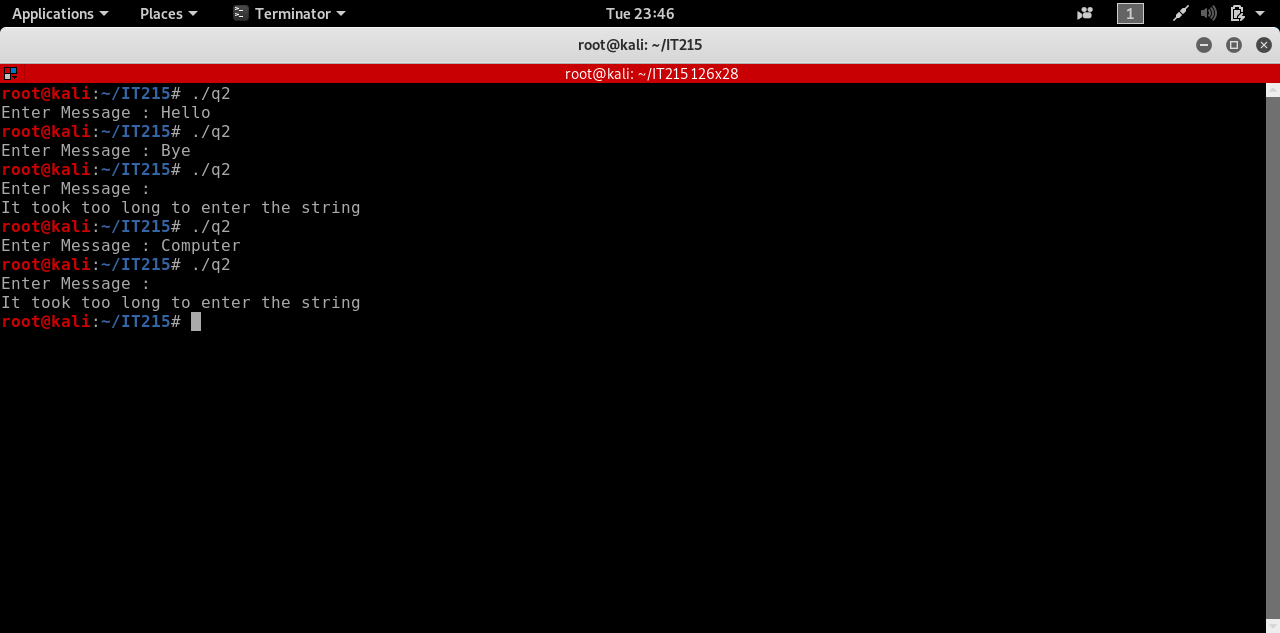 Applications Places Terminator Tue 23:46 1
root@kali: ~/IT215
root@kali: ~/IT215 126x28
root@kali:~/IT215# ./q2
Enter Message : Hello
root@kali:~/IT215# ./q2
Enter Message : Bye
root@kali:~/IT215# ./q2
Enter Message :
It took too long to enter the string
root@kali:~/IT215# ./q2
Enter Message : Computer
root@kali:~/IT215# ./q2
Enter Message :
It took too long to enter the string
root@kali:~/IT215#